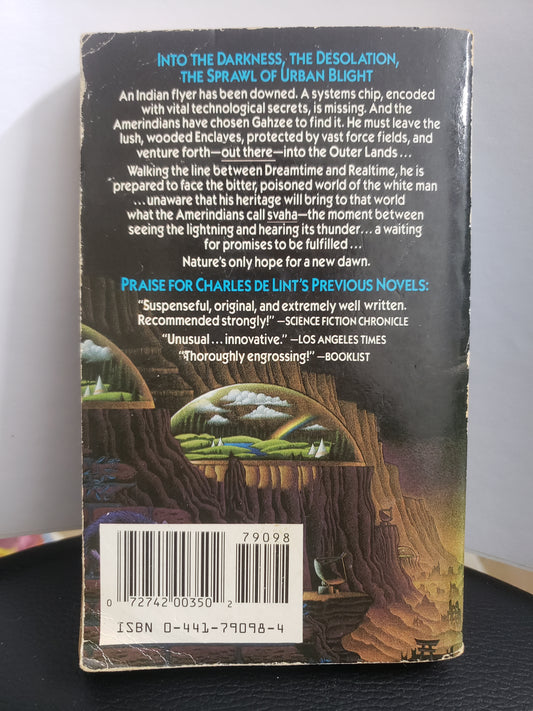 INTO THE DARKNESS, THE DESOLATION,
THE SPRAWL OF URBAN BLIGHT
An Indian flyer has been downed. A systems chip, encoded
with vital technological secrets, is missing. And the
Amerindians have chosen Gahzee to find it. He must leave the
lush, wooded Enclaves, protected by vast force fields, and
venture forth—out there—into the Outer Lands...
Walking the line between Dreamtime and Realtime, he is
prepared to face the bitter, poisoned world of the white man
...unaware that his heritage will bring to that world
what the Amerindians call svaha—the moment between
seeing the lightning and hearing its thunder...a waiting
for promises to be fulfilled...
Nature's only hope for a new dawn.
PRAISE FOR CHARLES DE LINT'S PREVIOUS NOVELS:
"Suspenseful, original, and extremely well written.
Recommended strongly!" —SCIENCE FICTION CHRONICLE
"Unusual...innovative." —LOS ANGELES TIMES
"Thoroughly engrossing!" —BOOKLIST
79098
0 72742 00350 2
ISBN 0-441-79098-4